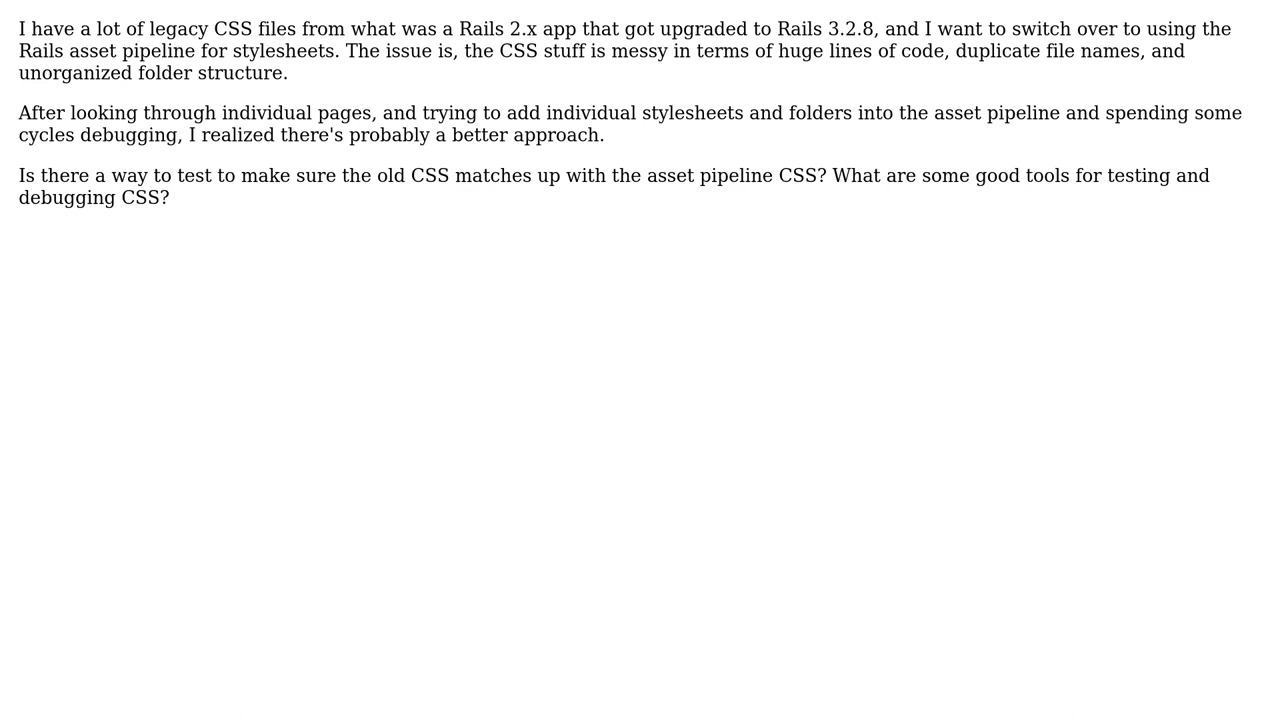 I have a lot of legacy CSS files from what was a Rails 2.x app that got upgraded to Rails 3.2.8, and I want to switch over to using the
Rails asset pipeline for stylesheets. The issue is, the CSS stuff is messy in terms of huge lines of code, duplicate file names, and
unorganized folder structure.
After looking through individual pages, and trying to add individual stylesheets and folders into the asset pipeline and spending some
cycles debugging, I realized there's probably a better approach.
Is there a way to test to make sure the old CSS matches up with the asset pipeline CSS? What are some good tools for testing and
debugging CSS?